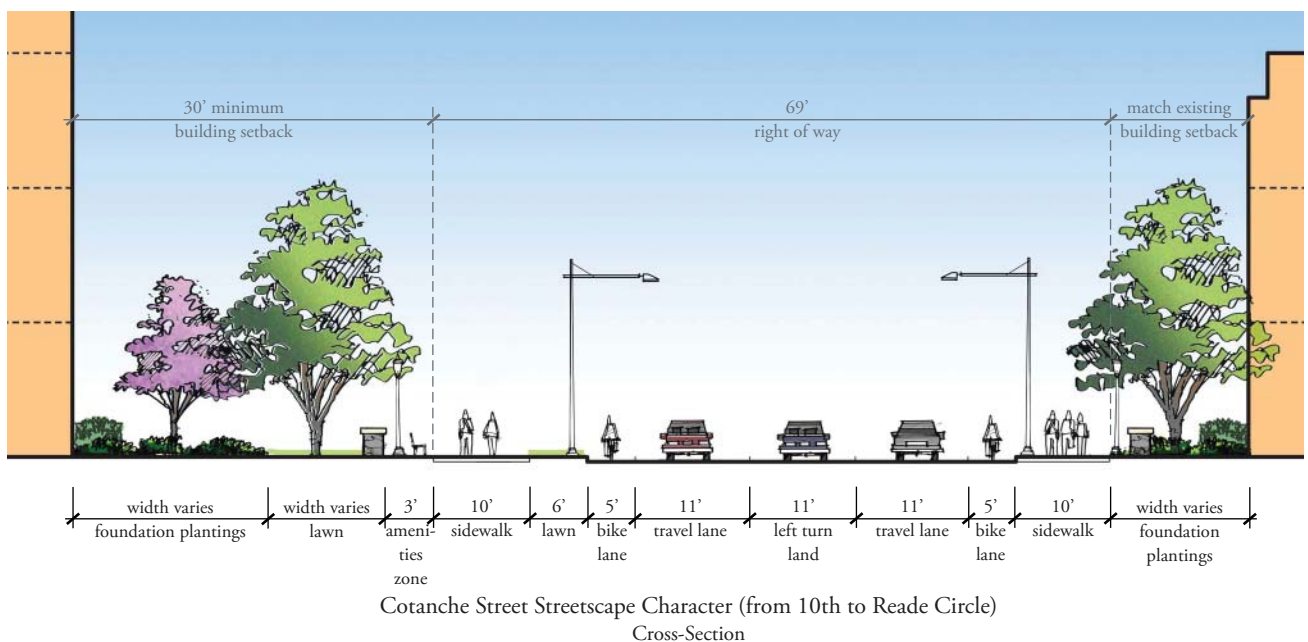 30’ minimum
building setback
69’
right of way
match existing
building setback
width varies
foundation plantings
width varies
lawn
3’
ameni-
ties
zone
10’
sidewalk
6’
lawn
5’
bike
lane
11’
travel lane
11’
left turn
land
11’
travel lane
5’
bike
lane
10’
sidewalk
width varies
foundation
plantings
Cotanche Street Streetscape Character (from 10th to Reade Circle)
Cross-Section